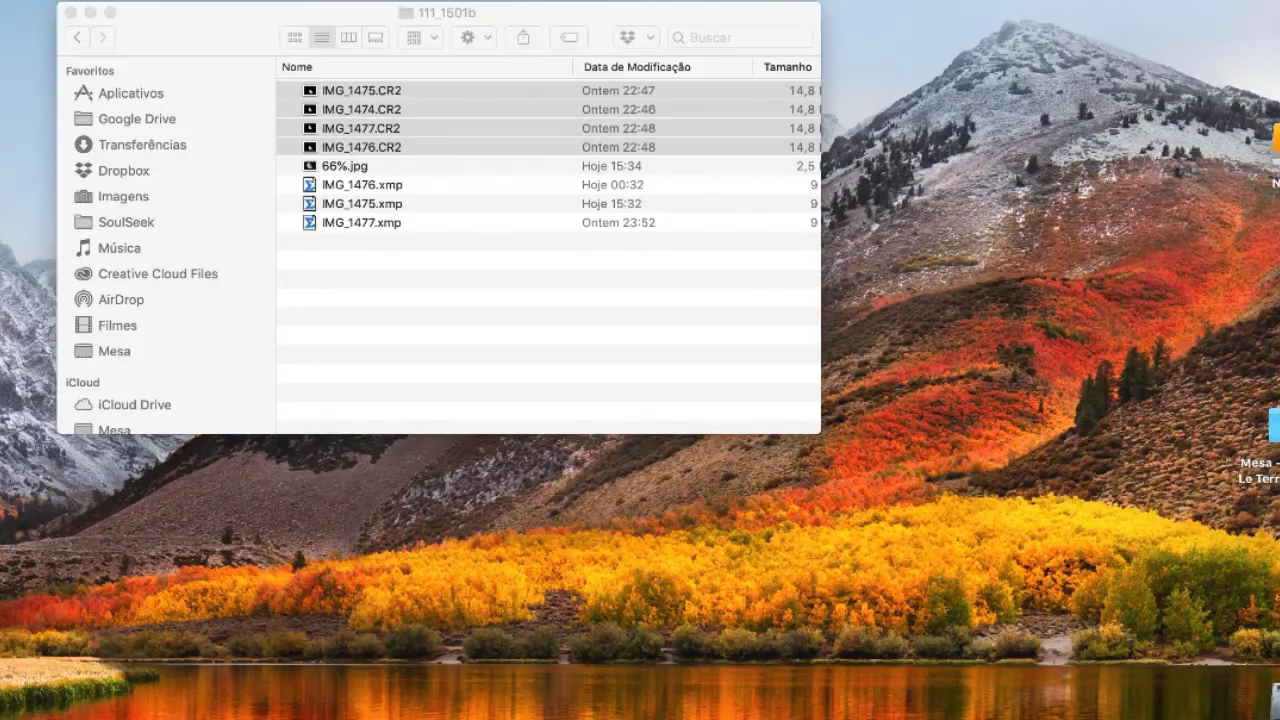 111_1501b
Buscar
Favoritos
Aplicativos
Google Drive
Transferências
Dropbox
Imagens
SoulSeek
Música
Creative Cloud Files
AirDrop
Filmes
Mesa
iCloud
iCloud Drive
Mesa
Nome Data de Modificação Tamanho
IMG_1475.CR2 Ontem 22:47 14,8
IMG_1474.CR2 Ontem 22:46 14,8
IMG_1477.CR2 Ontem 22:48 14,8
IMG_1476.CR2 Ontem 22:48 14,8
66%.jpg Hoje 15:34 2,5
IMG_1476.xmp Hoje 00:32 9
IMG_1475.xmp Hoje 15:32 9
IMG_1477.xmp Ontem 23:52 9
Mesa -
Lo Terr